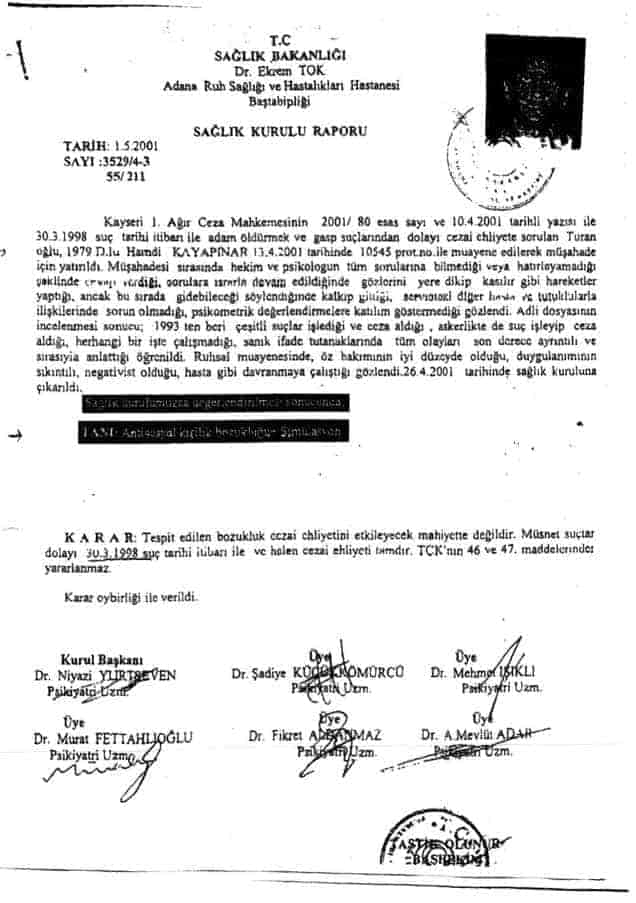 T.C
SAĞLIK BAKANLIĞI
Dr. Ekrem TOK
Adana Ruh Sağlığı ve Hastalıkları Hastanesi
Baştabipliği
SAĞLIK KURULU RAPORU
TARİH: 1.5.2001
SAYI :3529/4-3
55/211
Kayseri 1. Ağır Ceza Mahkemesinin 2001/ 80 esas sayı ve 10.4.2001 tarihli yazısı ile
30.3.1998 suç tarihi itibarı ile adam öldürmek ve gasp suçlarından dolayı cezai ehliyete sorulan Turan
oğlu, 1979 D.lu Hamdi KAYAPINAR 13.4.2001 tarihinde 10545 prot.no.ile muayene edilerek müşahade
için yatırıldı. Müşahadesi sırasında hekim ve psikologun tüm sorularına bilmediği veya hatırlayamadığı
şeklinde cevap verdiği, sorulara ısrarla devam edildiğinde gözlerini yere dikip kasılır gibi hareketler
yaptığı, ancak bu sırada gidebileceği söylendiğinde kalkıp gittiği, servisteki diğer hasta ve tutuklularla
ilişkilerinde sorun olmadığı, psikometrik değerlendirmelere katılım göstermediği gözlendi. Adli dosyasının
incelenmesi sonucu; 1993 ten beri çeşitli suçlar işlediği ve ceza aldığı , askerlikte de suç işleyip ceza
aldığı, herhangi bir işte çalışmadığı, sanık ifade tutanaklarında tüm olayları son derece ayrıntılı ve
sırasıyla anlattığı öğrenildi. Ruhsal muayenesinde, öz bakımının iyi düzeyde olduğu, duygulanımının
sıkıntılı, negativist olduğu, hasta gibi davranmaya çalıştığı gözlendi.26.4.2001 tarihinde sağlık kuruluna
çıkarıldı.
Sağlık kurulumuzca değerlendirilmek sonucunda;
TANI: Antisosyal kişilik bozukluğu+ Simülasyon
K A R A R: Tespit edilen bozukluk cezai ehliyetini etkileyecek mahiyette değildir. Müsnet suçtar
dolayı 30.3.1998 suç tarihi itibarı ile ve halen cezai ehliyeti tamdır. TCK'nın 46 ve 47. maddelerinder
yararlanmaz.
Karar oybirliği ile verildi.
Kurul Başkanı
Dr. Niyazi YURTSEVEN
Psikiyatri Uzm.
Üye
Dr. Şadiye KÜÇÜKKÖMÜRCÜ
Psikiyatri Uzm.
Üye
Dr. Mehmet IŞIKLI
Psikiyatri Uzm.
Üye
Dr. Murat FETTAHLIOĞLU
Psikiyatri Uzm.
Üye
Dr. Fikret
Psikiyatri Uzm.
Üye
Dr. A.Mevlüt ADAR
Psikiyatri Uzm.
TASTİK OLUNUR